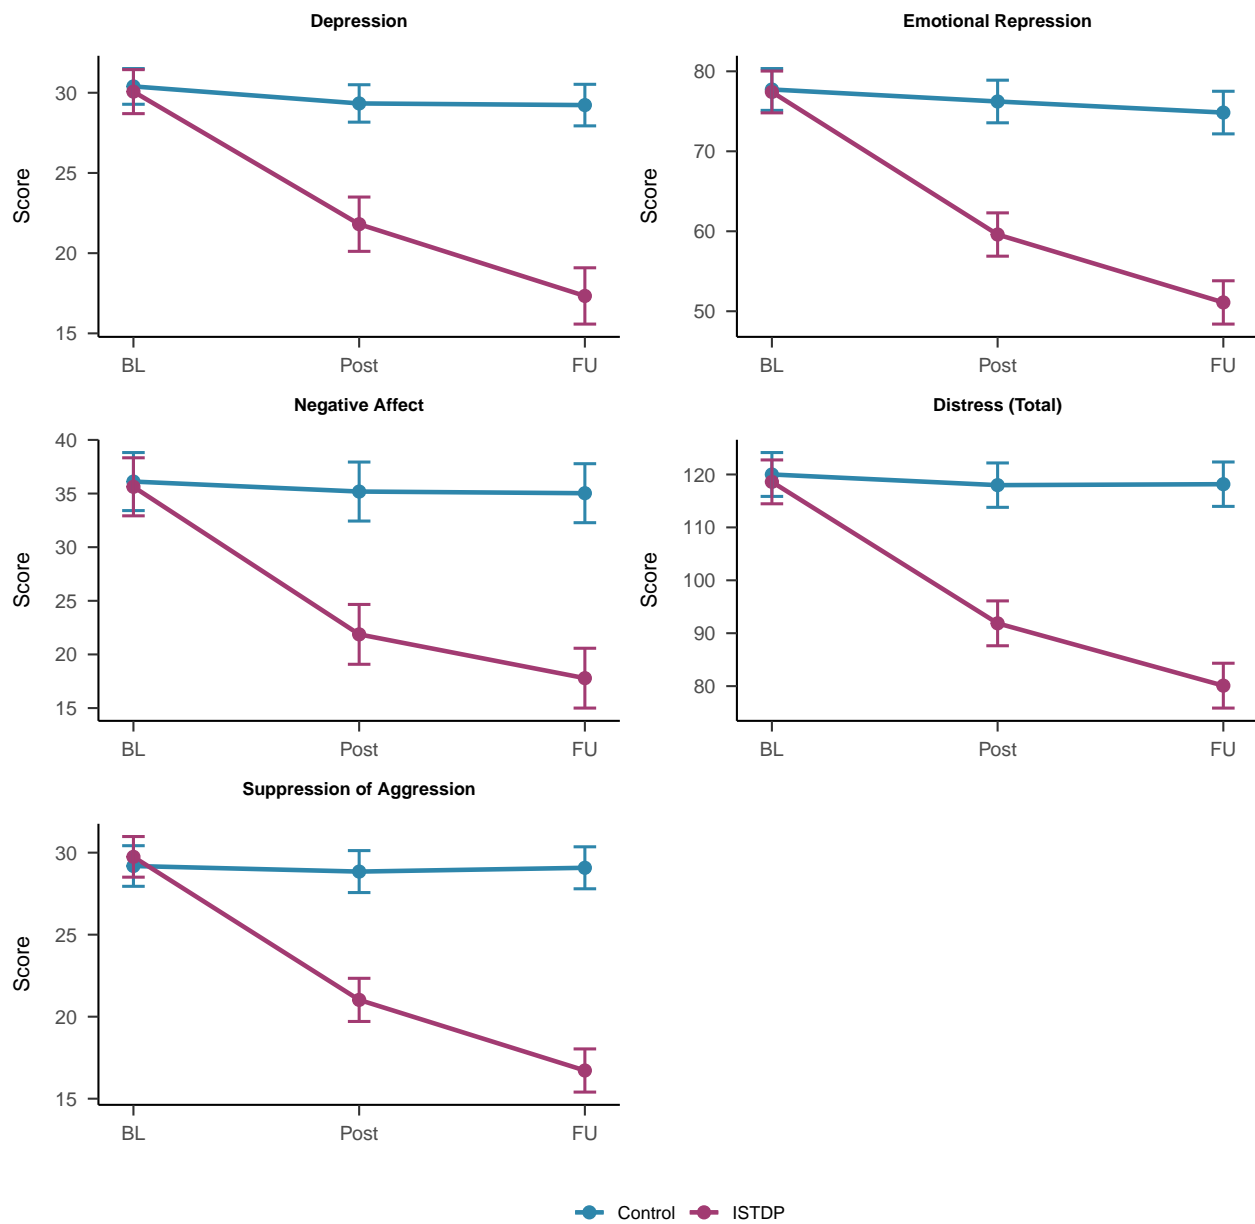 Depression
Score
30
25
20
15
BL Post FU
Emotional Repression
Score
80
70
60
50
BL Post FU
Negative Affect
Score
40
35
30
25
20
15
BL Post FU
Distress (Total)
Score
120
110
100
90
80
BL Post FU
Suppression of Aggression
Score
30
25
20
15
BL Post FU
Control ISTDP